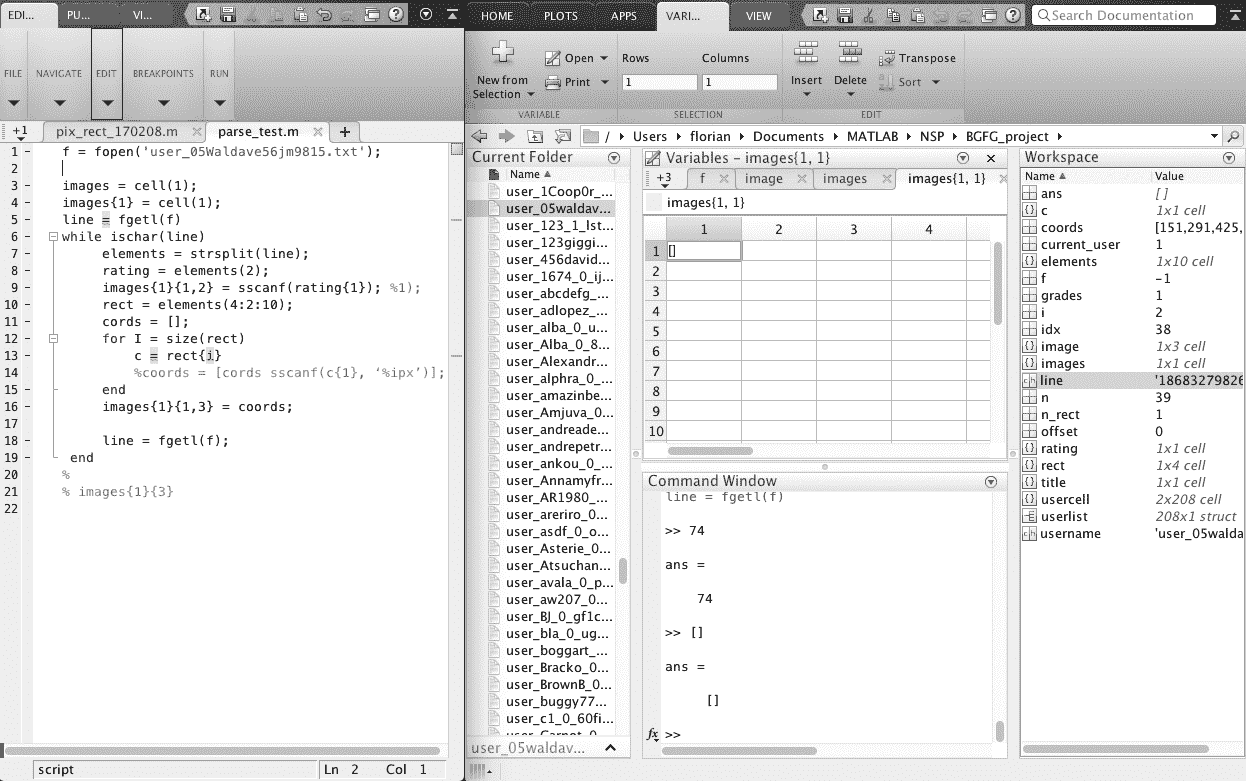 EDI... PU... VI...
FILE NAVIGATE EDIT BREAKPOINTS RUN
+1 pix_rect_170208.m parse_test.m +
1 - f = fopen('user_05Waldave56jm9815.txt');
2
3 - images = cell(1);
4 - images{1} = cell(1);
5 - line = fgetl(f)
6 - while ischar(line)
7 - elements = strsplit(line);
8 - rating = elements(2);
9 - images{1}{1,2} = sscanf(rating{1}); %1);
10 - rect = elements(4:2:10);
11 - cords = [];
12 - for I = size(rect)
13 - c = rect{i}
14 %coords = [cords sscanf(c{1}, ‘%ipx’)];
15 - end
16 - images{1}{1,3} = coords;
17
18 - line = fgetl(f);
19 - end
20 %
21 % images{1}{3}
22
script Ln 2 Col 1
HOME PLOTS APPS VARI... VIEW Search Documentation
New from Selection
Open
Print
VARIABLE
Rows Columns
1 1
SELECTION
Insert Delete
Transpose
Sort
EDIT
/ Users florian Documents MATLAB NSP BGFG_project
Current Folder
Name
user_1Coop0r_...
user_05waldav...
user_123_1_lst...
user_123giggi...
user_456david...
user_1674_0_ij...
user_abcdefg_...
user_adlopez_...
user_alba_0_u...
user_Alba_0_8...
user_Alexandr...
user_alphra_0_...
user_amazinbe...
user_Amjuva_0...
user_andreade...
user_andrepetr...
user_ankou_0_...
user_Annamyfr...
user_AR1980_...
user_areriro_0...
user_asdf_0_o...
user_Asterie_0...
user_Atsuchan...
user_avala_0_p...
user_aw207_0...
user_BJ_0_gf1c...
user_bla_0_ug...
user_boggart_...
user_Bracko_0...
user_BrownB_0...
user_buggy77...
user_c1_0_60fi...
user_05waldav...
Variables - images{1, 1}
+3 f image images images{1, 1}
images{1, 1}
1 2 3 4
1 []
2
3
4
5
6
7
8
9
10
Command Window
line = fgetl(f)
>> 74
ans =
74
>> []
ans =
[]
fx >>
Workspace
Name Value
ans []
c 1x1 cell
coords [151,291,425,
current_user 1
elements 1x10 cell
f -1
grades 1
i 2
idx 38
image 1x3 cell
images 1x1 cell
line '18683279826
n 39
n_rect 1
offset 0
rating 1x1 cell
rect 1x4 cell
title 1x1 cell
usercell 2x208 cell
userlist 208x1 struct
username 'user_05walda